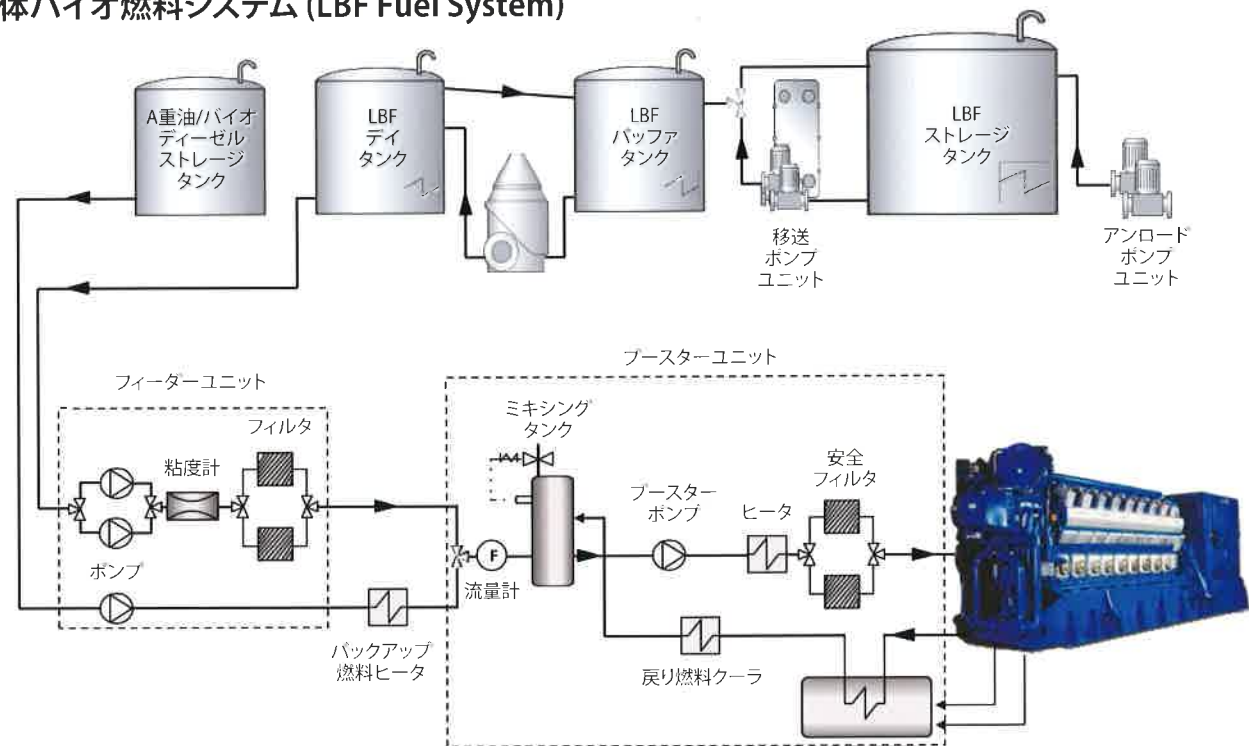 体バイオ燃料システム (LBF Fuel System)
A重油/バイオ
ディーゼル
ストレージ
タンク
LBF
デイ
タンク
LBF
バッファ
タンク
LBF
ストレージ
タンク
移送
ポンプ
ユニット
アンロード
ポンプ
ユニット
フィーダーユニット
フィルタ
粘度計
ポンプ
バックアップ
燃料ヒータ
ブースターユニット
ミキシング
タンク
F
流量計
ブースター
ポンプ
ヒータ
安全
フィルタ
戻り燃料クーラ